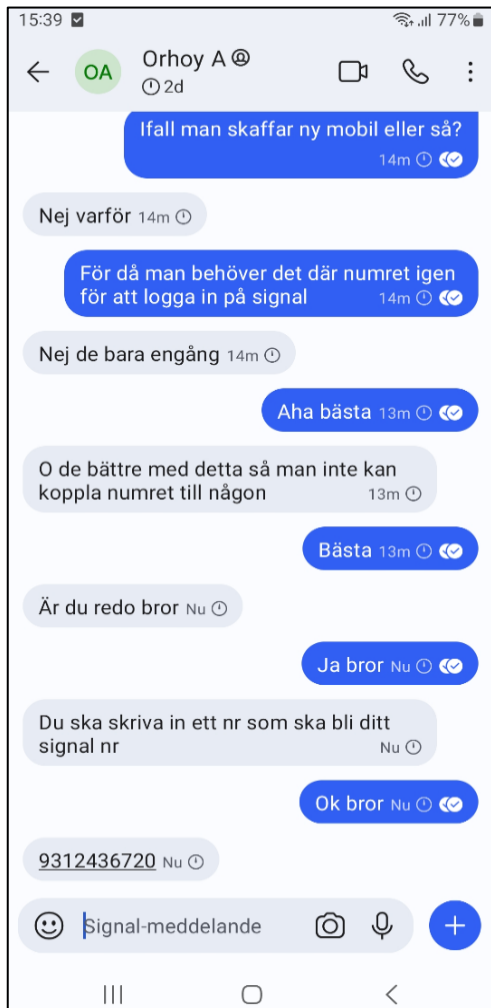 15:39
77%
OA
Orhoy A
2d
Ifall man skaffar ny mobil eller så?
14m
Nej varför 14m
För då man behöver det där numret igen
för att logga in på signal 14m
Nej de bara engång 14m
Aha bästa 13m
O de bättre med detta så man inte kan
koppla numret till någon 13m
Bästa 13m
Är du redo bror Nu
Ja bror Nu
Du ska skriva in ett nr som ska bli ditt
signal nr Nu
Ok bror Nu
9312436720 Nu
Signal-meddelande